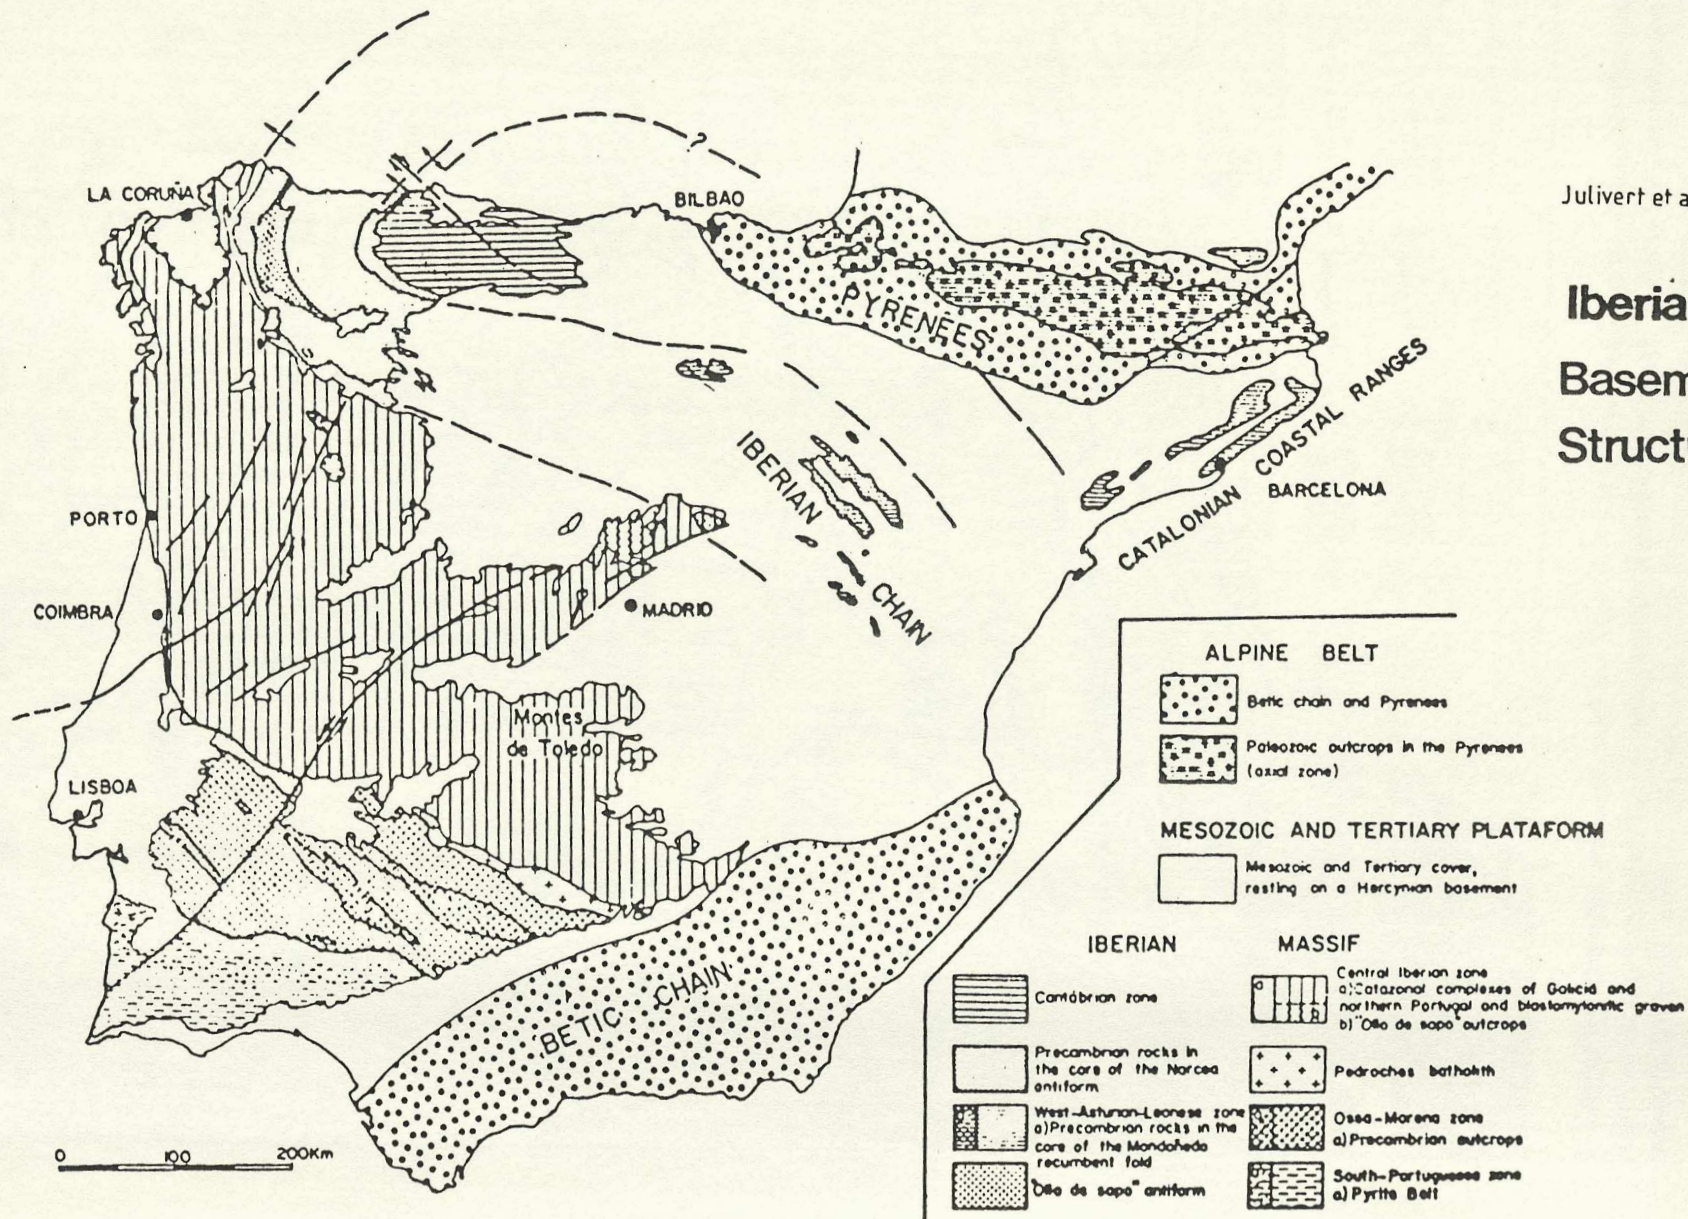 Julivert et a
Iberia
Basem
Struct
LA CORUÑA
BILBAO
PYRENEES
CATALONIAN COASTAL RANGES
BARCELONA
IBERIAN CHAIN
PORTO
COIMBRA
MADRID
Montes
de Toledo
LISBOA
BETIC CHAIN
?
0 100 200Km
ALPINE BELT
Betic chain and Pyrenees
Paleozoic outcrops in the Pyrenees
(axial zone)
MESOZOIC AND TERTIARY PLATAFORM
Mesozoic and Tertiary cover,
resting on a Hercynian basement
IBERIAN MASSIF
Cantábrian zone
Precambrian rocks in
the core of the Narcea
antiform
West-Asturian-Leonese zone
a) Precambrian rocks in the
core of the Mondoñedo
recumbent fold
"Ollo de sapo" antiform
a
b
Central Iberian zone
a) Catazonal complexes of Galicia and
northern Portugal and blastomylonitic graven
b) "Ollo de sapo" outcrops
Pedroches batholith
Ossa-Morena zone
a) Precambrian outcrops
South-Portuguese zone
a) Pyrite Belt